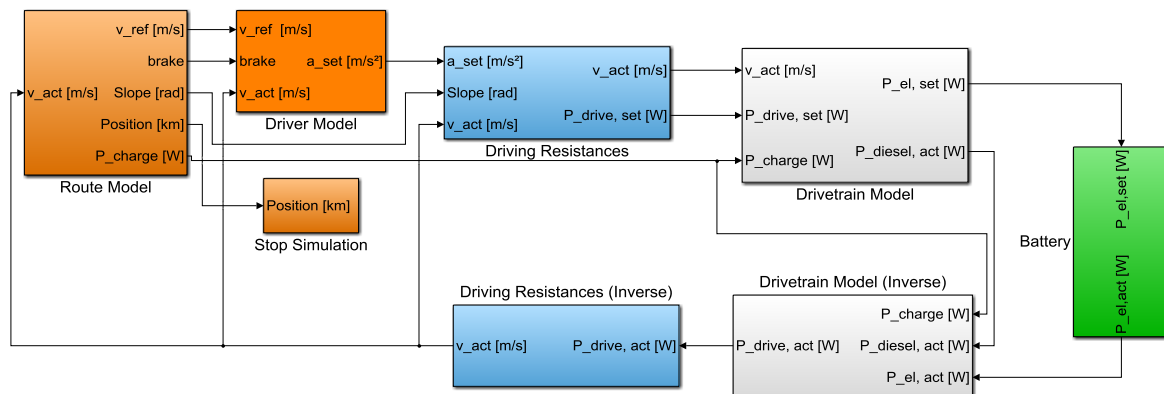 v_ref [m/s]
brake
v_act [m/s]
Slope [rad]
Position [km]
P_charge [W]
Route Model
v_ref [m/s]
brake
a_set [m/s²]
v_act [m/s]
Driver Model
Position [km]
Stop Simulation
a_set [m/s²]
v_act [m/s]
Slope [rad]
P_drive, set [W]
v_act [m/s]
Driving Resistances
v_act [m/s]
P_el, set [W]
P_drive, set [W]
P_diesel, act [W]
P_charge [W]
Drivetrain Model
P_el,set [W]
Battery
P_el,act [W]
Driving Resistances (Inverse)
v_act [m/s]
P_drive, act [W]
Drivetrain Model (Inverse)
P_charge [W]
P_drive, act [W]
P_diesel, act [W]
P_el, act [W]